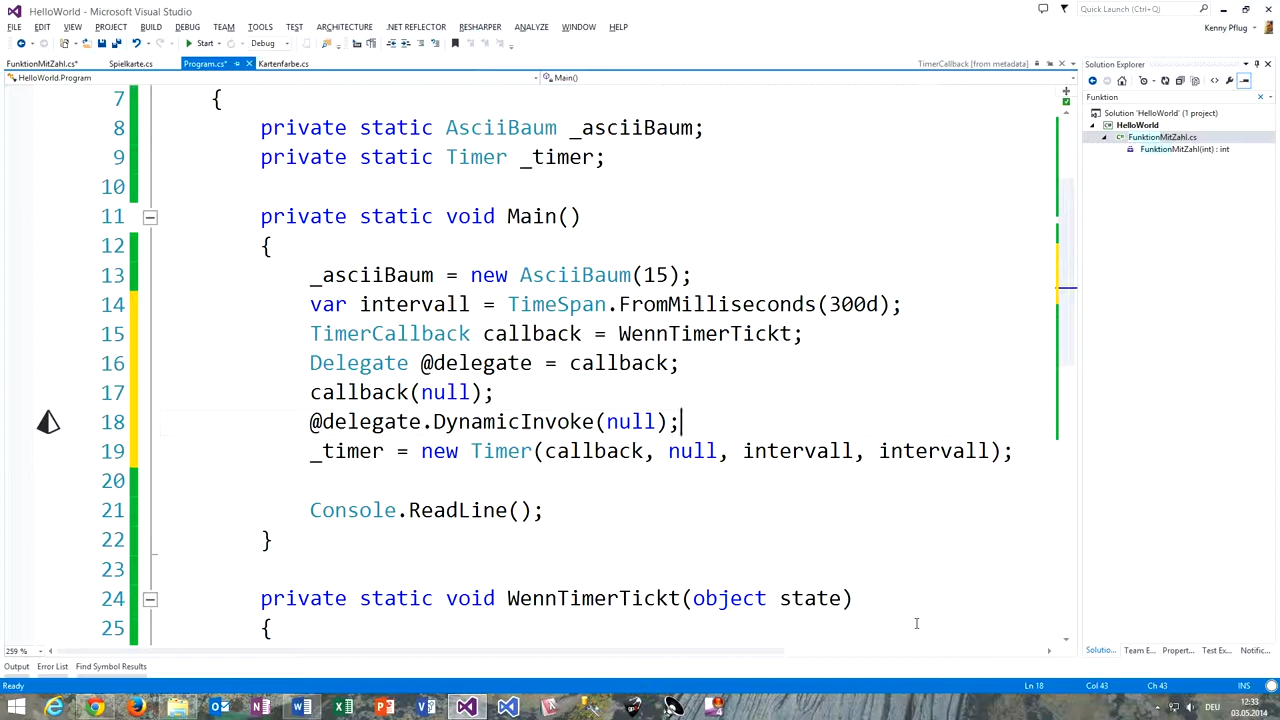 HelloWorld - Microsoft Visual Studio
Quick Launch (Ctrl+Q)
FILE EDIT VIEW PROJECT BUILD DEBUG TEAM TOOLS TEST ARCHITECTURE .NET REFLECTOR RESHARPER ANALYZE WINDOW HELP
Kenny Pflug
Start
Debug
FunktionMitZahl.cs*
Spielkarte.cs
Program.cs*
Kartenfarbe.cs
TimerCallback [from metadata]
HelloWorld.Program
Main()
7 {
8 private static AsciiBaum _asciiBaum;
9 private static Timer _timer;
10
11 private static void Main()
12 {
13 _asciiBaum = new AsciiBaum(15);
14 var intervall = TimeSpan.FromMilliseconds(300d);
15 TimerCallback callback = WennTimerTickt;
16 Delegate @delegate = callback;
17 callback(null);
18 @delegate.DynamicInvoke(null);
19 _timer = new Timer(callback, null, intervall, intervall);
20
21 Console.ReadLine();
22 }
23
24 private static void WennTimerTickt(object state)
25 {
259 %
Solution Explorer
Funktion
Solution 'HelloWorld' (1 project)
HelloWorld
FunktionMitZahl.cs
FunktionMitZahl(int) : int
Solutio... Team E... Propert... Test Ex... Notific...
Output Error List Find Symbol Results
Ready
Ln 18
Col 43
Ch 43
INS
DEU
12:33
03.05.2014